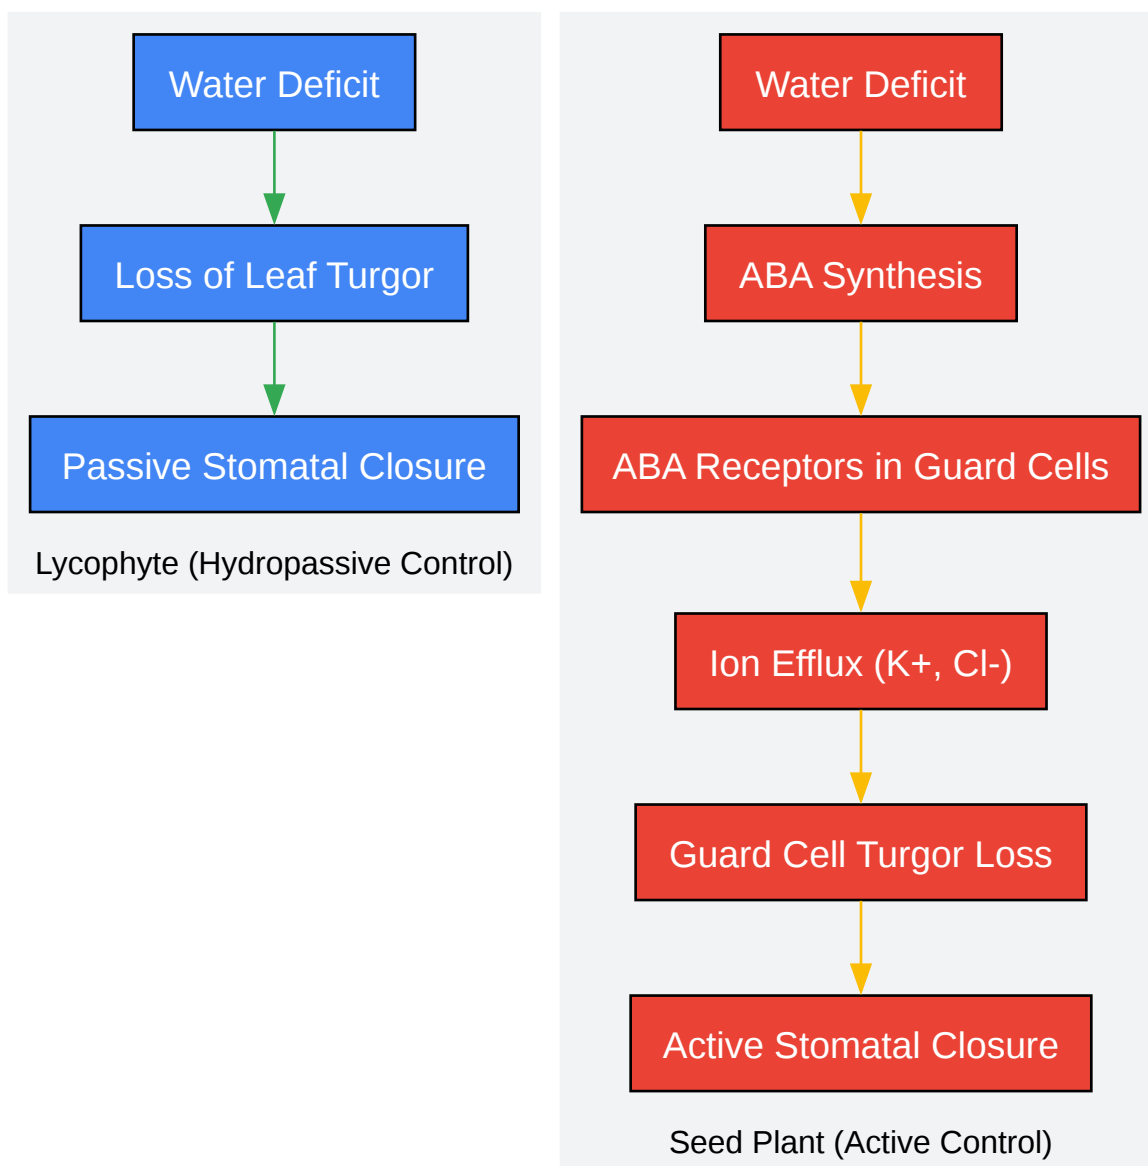 Water Deficit
Loss of Leaf Turgor
Passive Stomatal Closure
Lycophyte (Hydropassive Control)
Water Deficit
ABA Synthesis
ABA Receptors in Guard Cells
Ion Efflux (K+, Cl-)
Guard Cell Turgor Loss
Active Stomatal Closure
Seed Plant (Active Control)